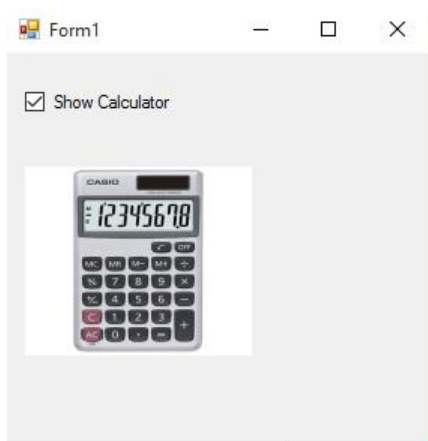 Form1
Show Calculator
CASIO
12345678
OFF
MC MR M- M+ ÷
% 7 8 9 ×
4 5 6 −
C 1 2 3 +
AC 0 · =